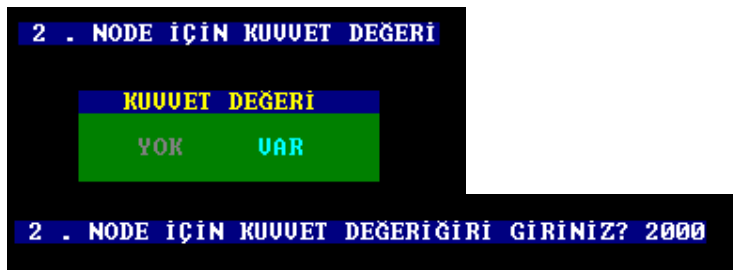 2 . NODE İÇİN KUVVET DEĞERİ
KUVVET DEĞERİ
YOK VAR
2 . NODE İÇİN KUVVET DEĞERİĞİRİ GİRİNİZ? 2000